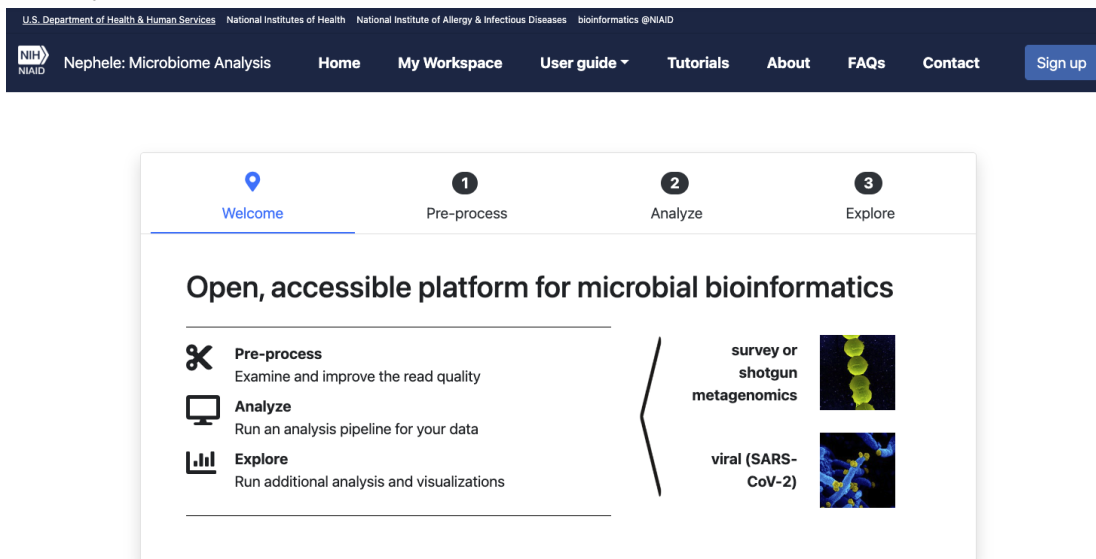 U.S. Department of Health & Human Services National Institutes of Health National Institute of Allergy & Infectious Diseases bioinformatics @NIAID
NIH
NIAID
Nephele: Microbiome Analysis Home My Workspace User guide Tutorials About FAQs Contact Sign up
1 2 3
Welcome Pre-process Analyze Explore
Open, accessible platform for microbial bioinformatics
Pre-process
Examine and improve the read quality
Analyze
Run an analysis pipeline for your data
Explore
Run additional analysis and visualizations
survey or
shotgun
metagenomics
viral (SARS-
CoV-2)